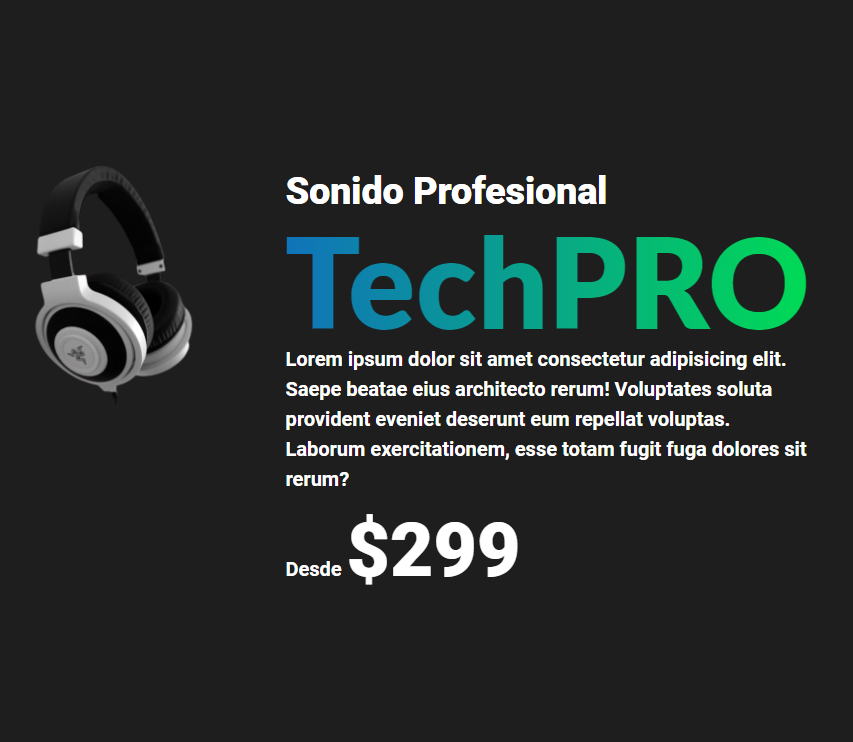 Sonido Profesional
TechPRO
Lorem ipsum dolor sit amet consectetur adipisicing elit.
Saepe beatae eius architecto rerum! Voluptates soluta
provident eveniet deserunt eum repellat voluptas.
Laborum exercitationem, esse totam fugit fuga dolores sit
rerum?
Desde $299